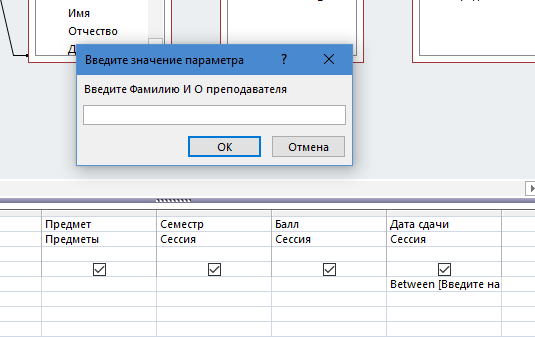 Имя
Отчество
Введите значение параметра ?
Введите Фамилию И О преподавателя
ОК Отмена
Предмет Семестр Балл Дата сдачи
Предметы Сессия Сессия Сессия
Between [Введите на